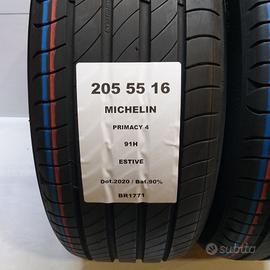 205 55 16
MICHELIN
PRIMACY 4
91H
ESTIVE
Dot.2020 / Bat.90%
BR1771
subito